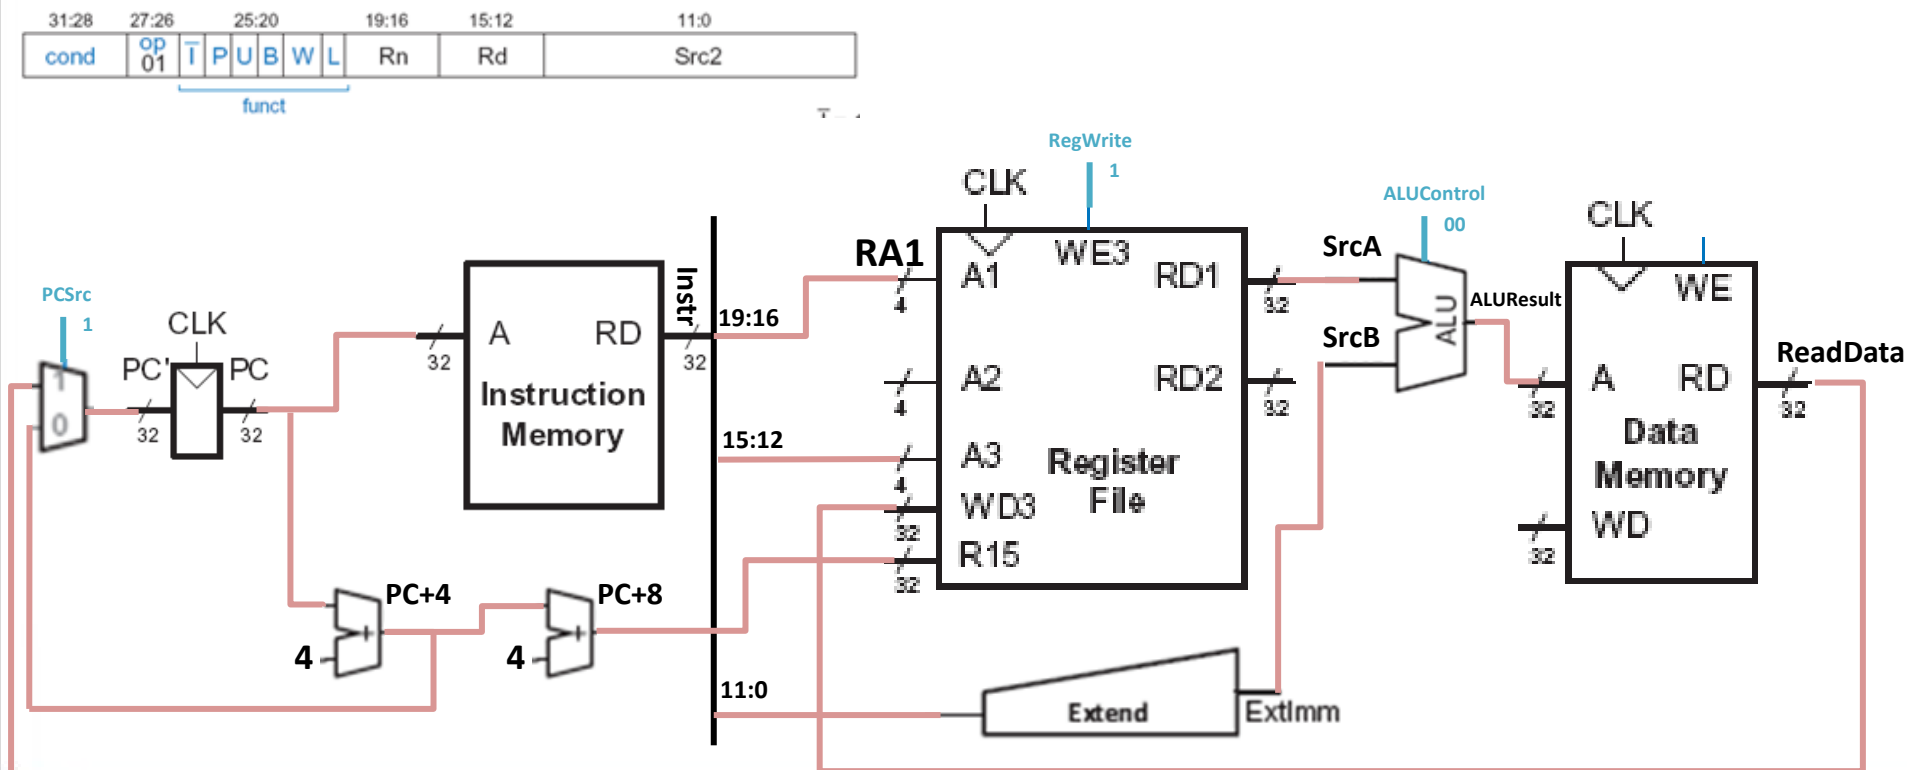 31:28 27:26 25:20 19:16 15:12 11:0
cond op 01 I P U B W L Rn Rd Src2
funct
RegWrite
1
CLK
ALUControl
00
CLK
PCSrc
1
CLK
PC' PC
32 32
1
0
A RD
32 32
Instruction
Memory
Instr
19:16
15:12
11:0
RA1
A1 WE3 RD1
4 32
A2 RD2
4 32
A3
4
WD3
32
R15
32
Register
File
SrcA
SrcB
ALU
ALUResult
WE
A RD
32 32
Data
Memory
WD
32
ReadData
PC+4
4
+
PC+8
4
+
Extend
ExtImm